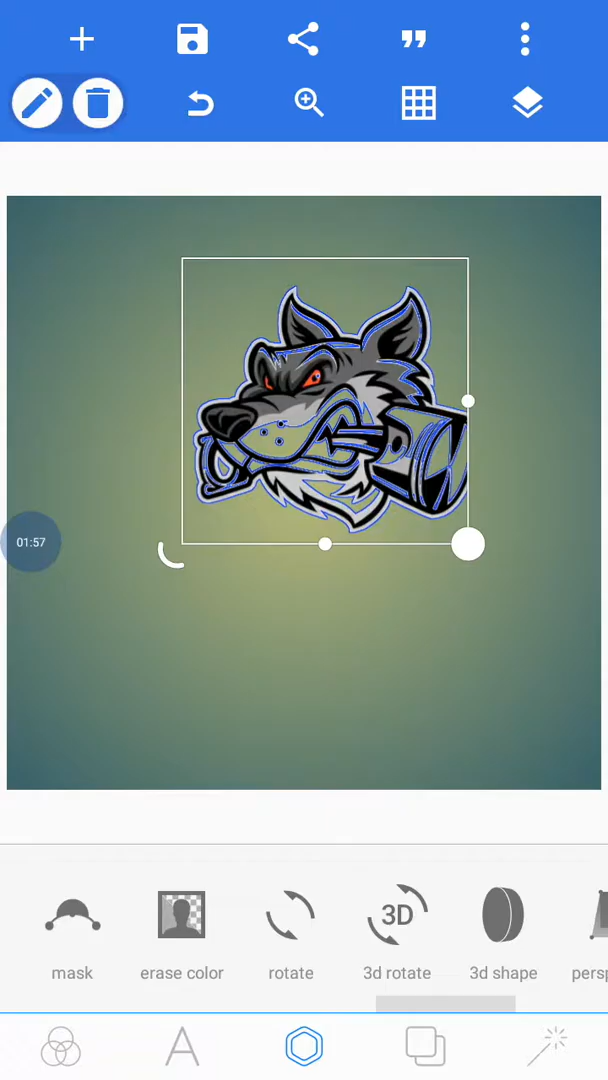 01:57
mask
erase color
rotate
3D
3d rotate
3d shape
persp
A